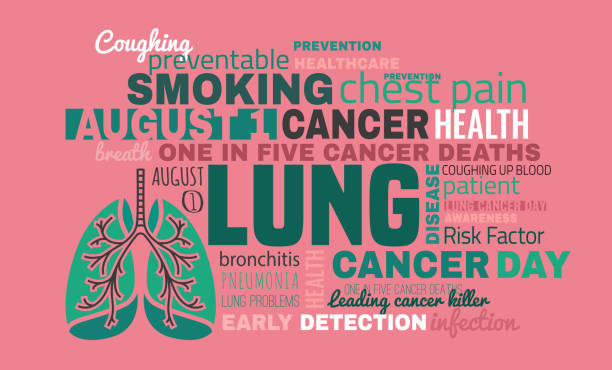 Coughing
PREVENTION
preventable HEALTHCARE
PREVENTION
SMOKING chest pain
AUGUST 1 CANCER HEALTH
breath ONE IN FIVE CANCER DEATHS
AUGUST
1
LUNG
DISEASE
COUGHING UP BLOOD
patient
LUNG CANCER DAY
AWARENESS
Risk Factor
bronchitis
PNEUMONIA
LUNG PROBLEMS
HEALTH
CANCER DAY
ONE IN FIVE CANCER DEATHS
Leading cancer killer
EARLY DETECTION infection